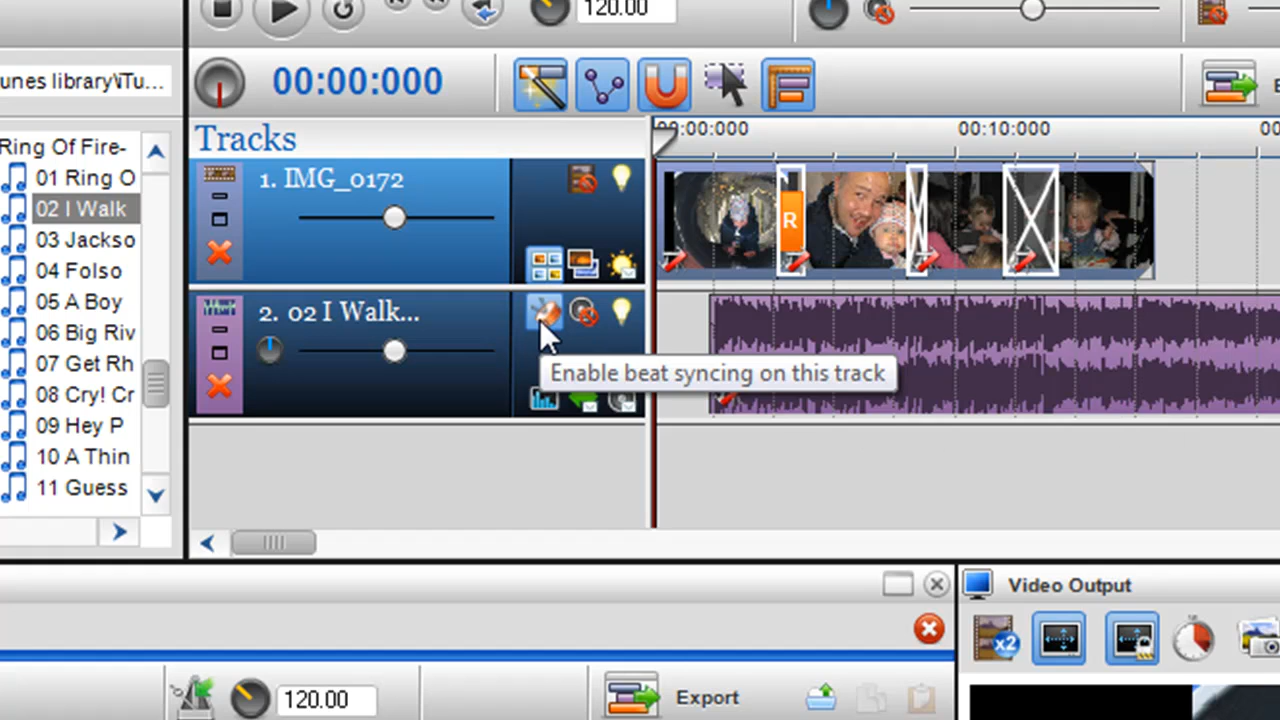 120.00
unes library\iTu...
00:00:000
E
Ring Of Fire-
01 Ring O
02 I Walk
03 Jackso
04 Folso
05 A Boy
06 Big Riv
07 Get Rh
08 Cry! Cr
09 Hey P
10 A Thin
11 Guess
Tracks
00:00:000
00:10:000
00
1. IMG_0172
R
2. 02 I Walk...
Enable beat syncing on this track
Video Output
x2
120.00
Export